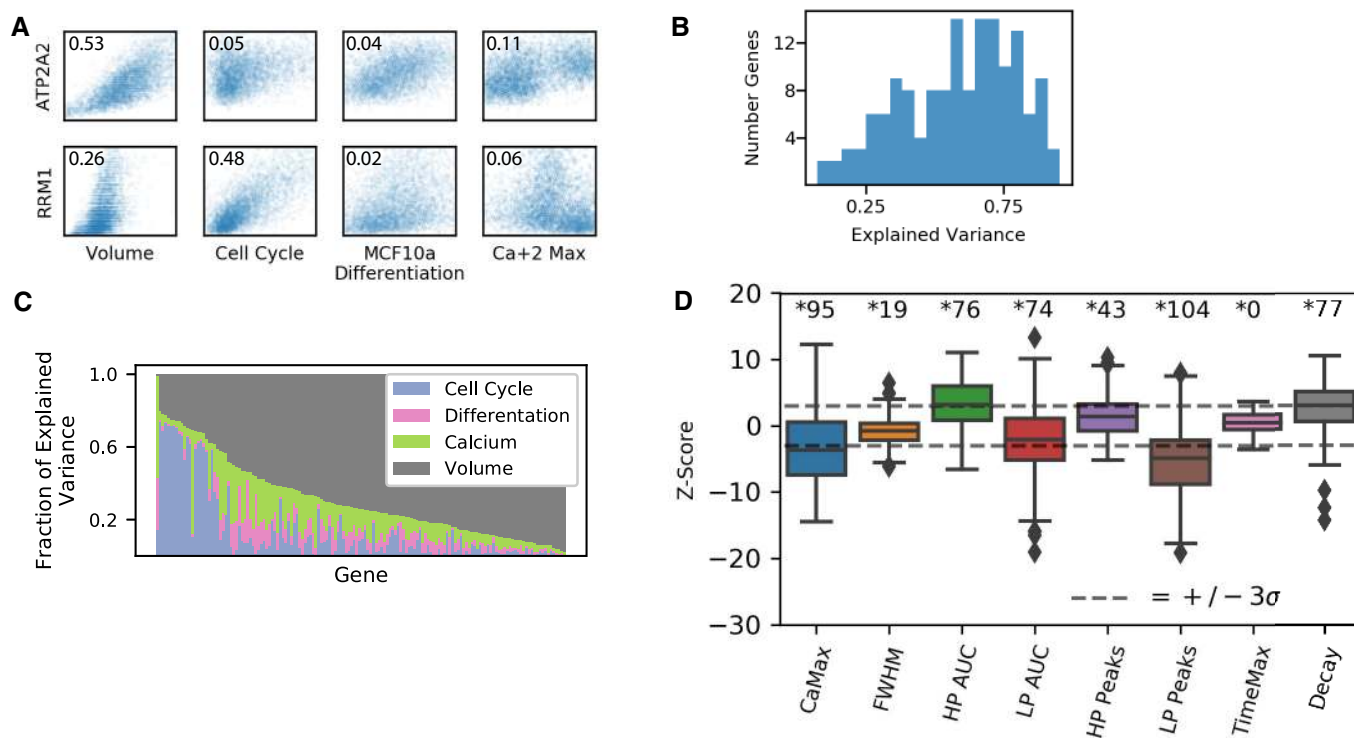 A
ATP2A2
0.53
0.05
0.04
0.11
RRM1
0.26
0.48
0.02
0.06
Volume
Cell Cycle
MCF10a
Differentiation
Ca+2 Max
B
Number Genes
12
8
4
0.25
0.75
Explained Variance
C
Fraction of Explained
Variance
1.0
0.6
0.2
Cell Cycle
Differentation
Calcium
Volume
Gene
D
Z-Score
20
10
0
−10
−20
−30
*95
*19
*76
*74
*43
*104
*0
*77
= + / − 3σ
CaMax
FWHM
HP AUC
LP AUC
HP Peaks
LP Peaks
TimeMax
Decay